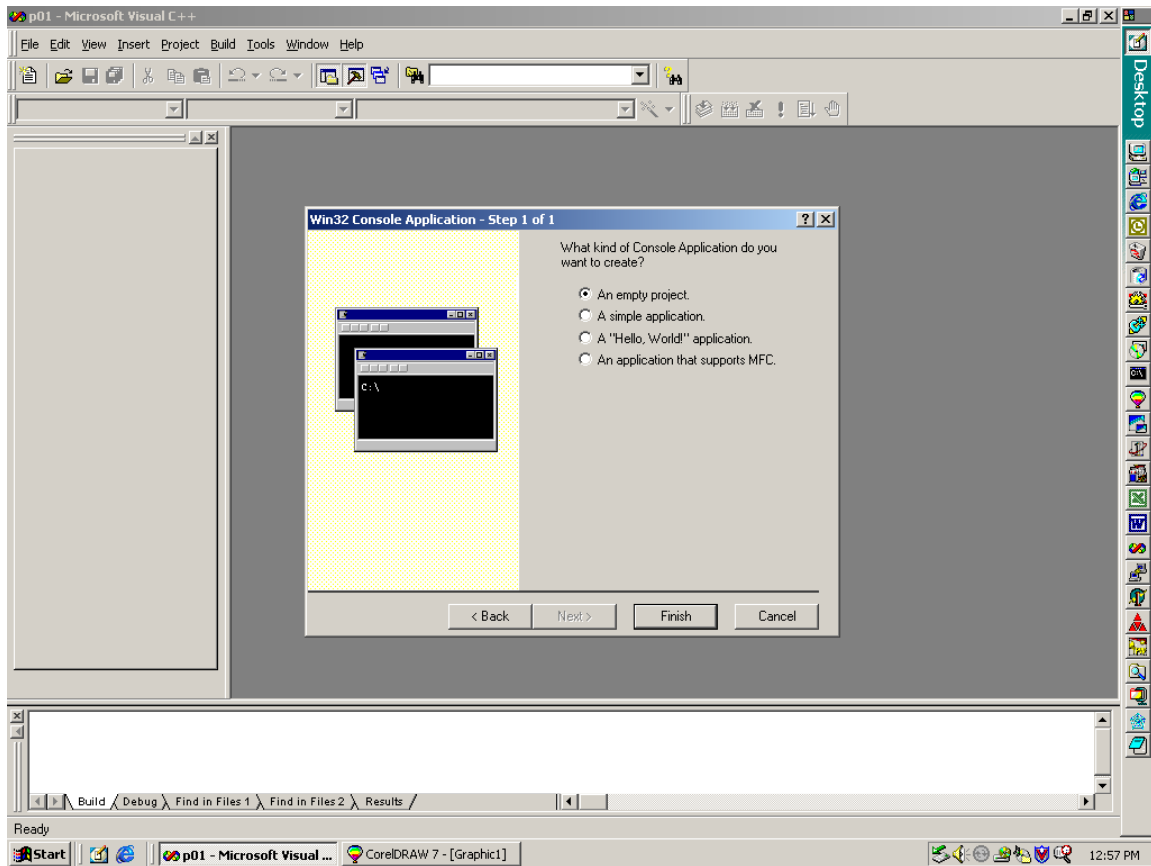 p01 - Microsoft Visual C++
File Edit View Insert Project Build Tools Window Help
Desktop
Win32 Console Application - Step 1 of 1
What kind of Console Application do you
want to create?
An empty project.
A simple application.
A "Hello, World!" application.
An application that supports MFC.
C:\
< Back Next > Finish Cancel
Build Debug Find in Files 1 Find in Files 2 Results
Ready
Start p01 - Microsoft Visual ... CorelDRAW 7 - [Graphic1] 12:57 PM